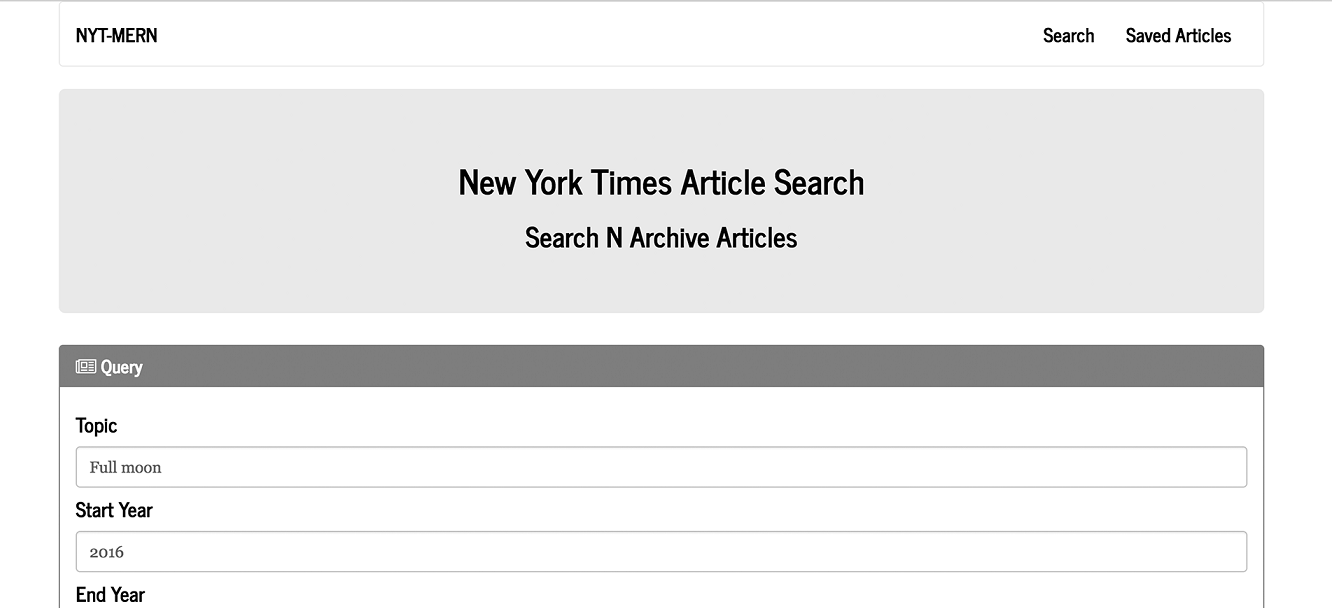 NYT-MERN Search Saved Articles
New York Times Article Search
Search N Archive Articles
Query
Topic
Full moon
Start Year
2016
End Year